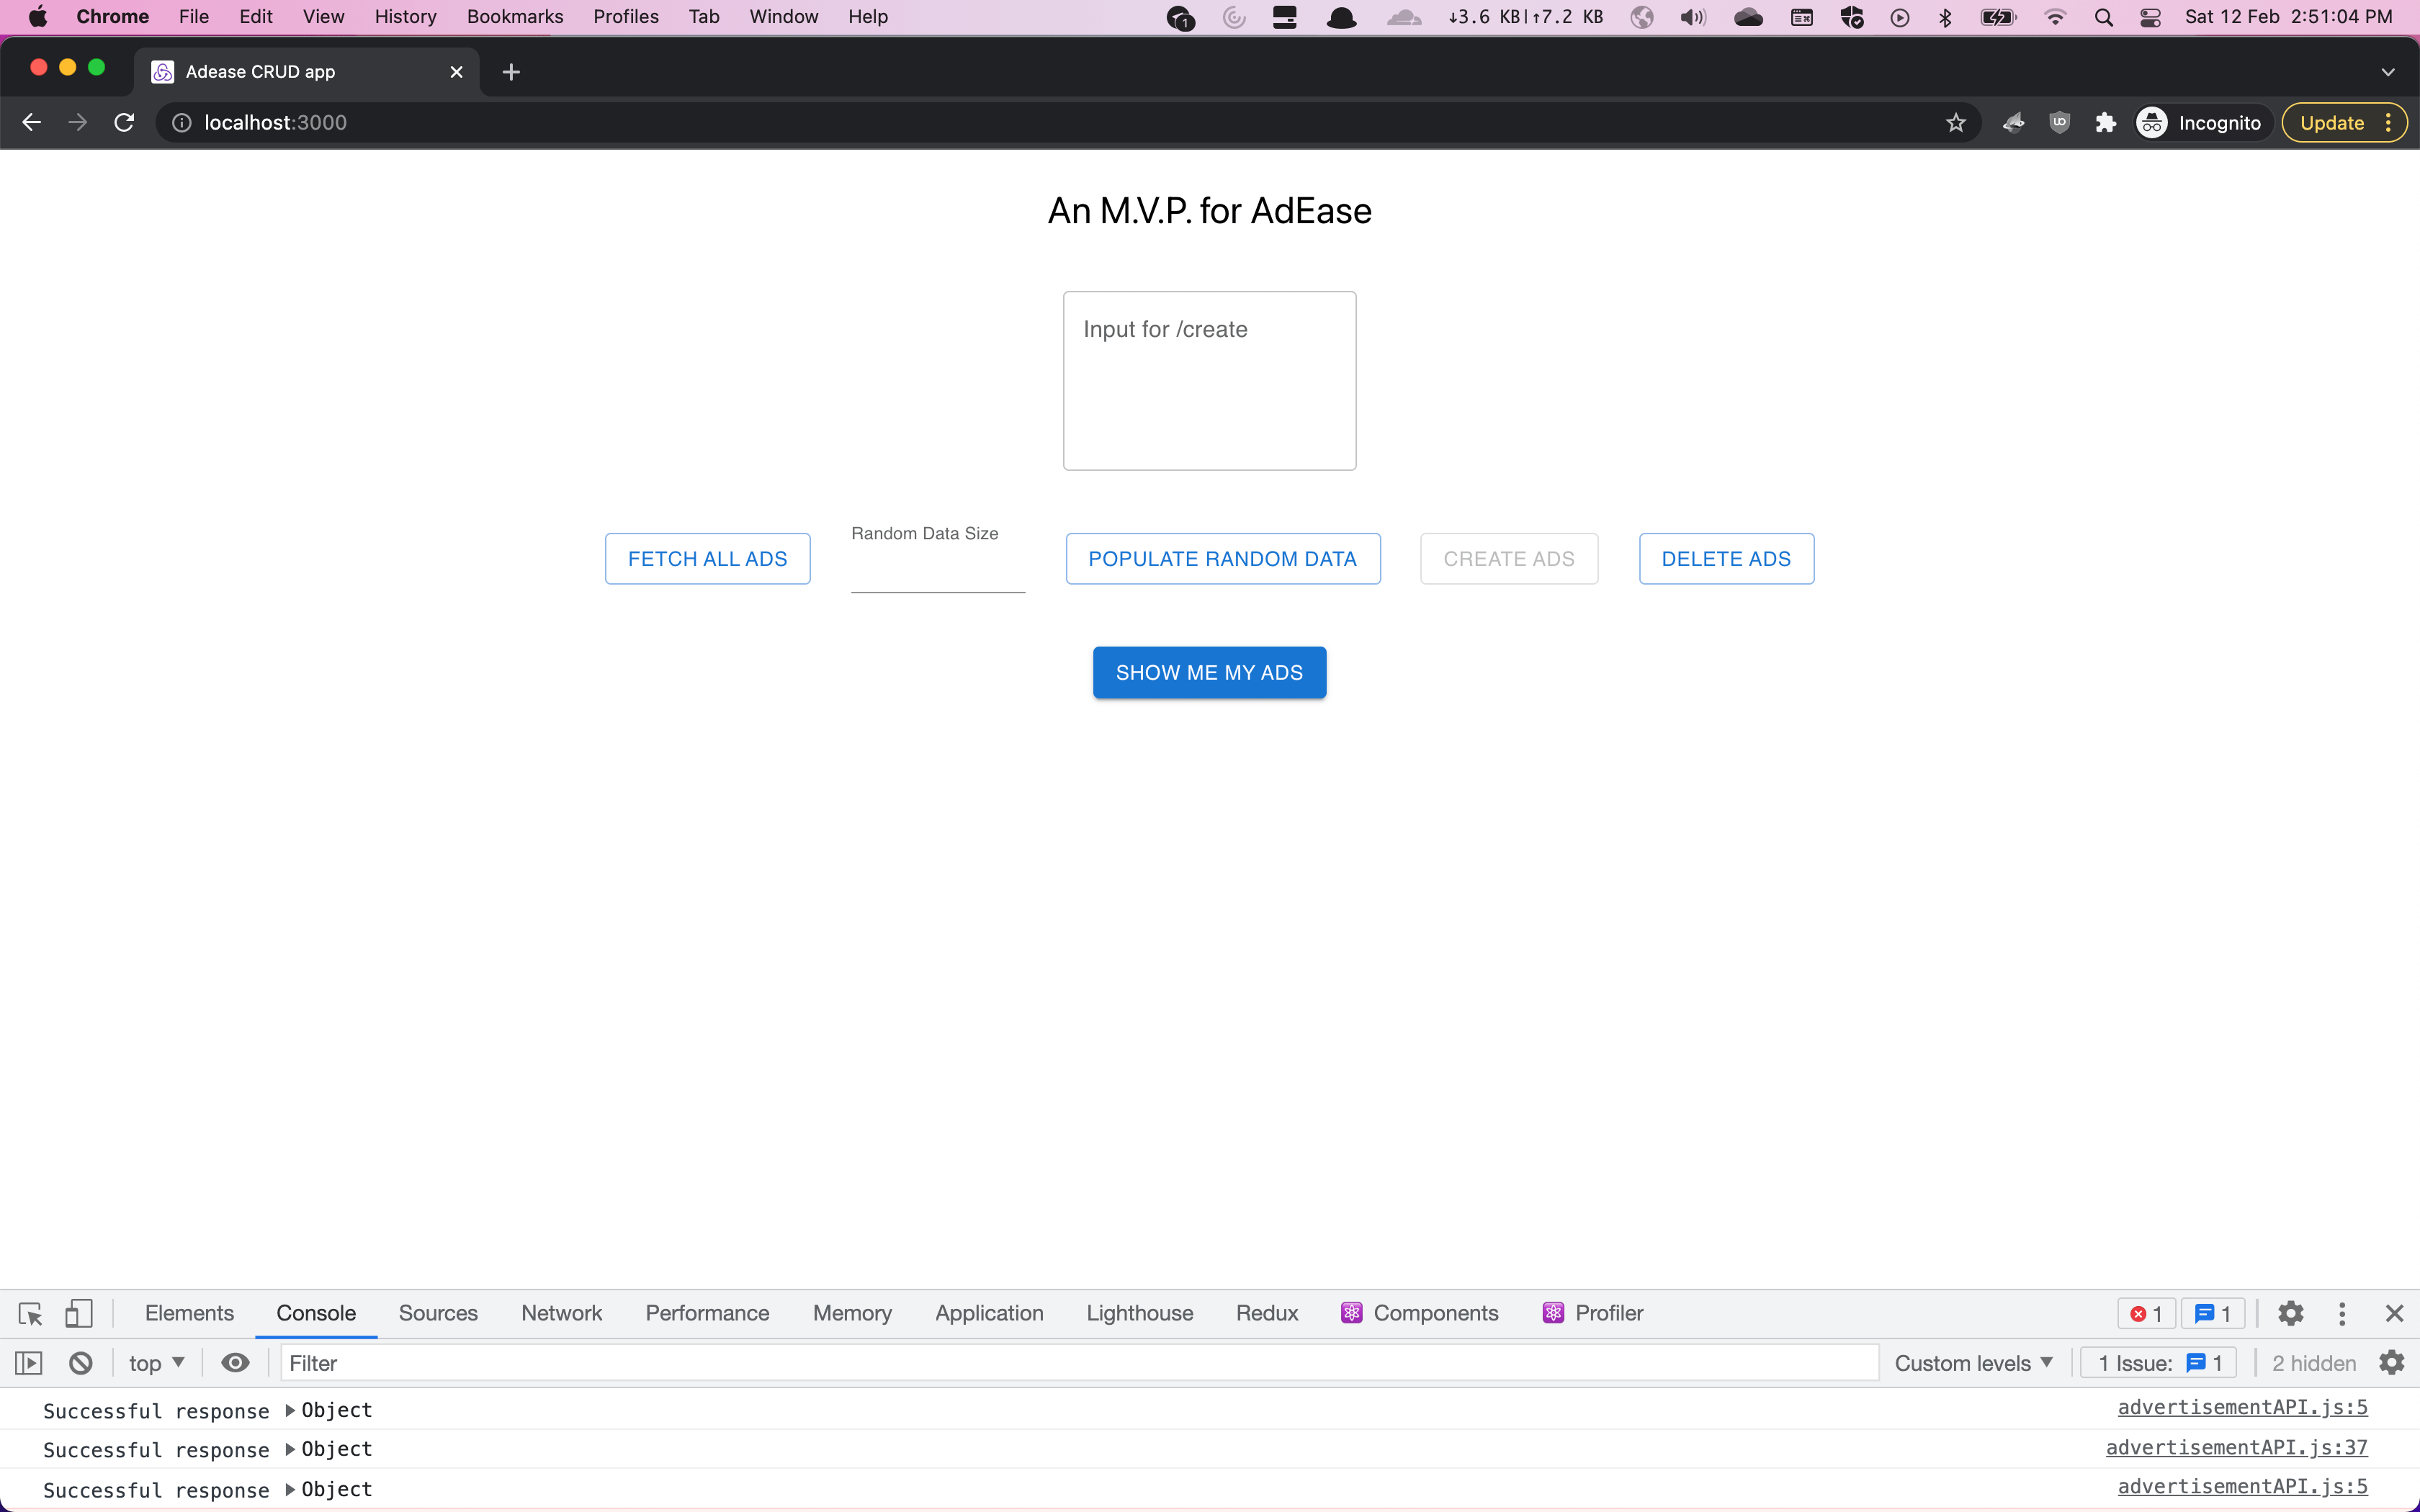 Chrome File Edit View History Bookmarks Profiles Tab Window Help 1 ↓3.6 KB|↑7.2 KB Sat 12 Feb 2:51:04 PM
Adease CRUD app
localhost:3000 Incognito Update
An M.V.P. for AdEase
Input for /create
Random Data Size
FETCH ALL ADS POPULATE RANDOM DATA CREATE ADS DELETE ADS
SHOW ME MY ADS
Elements Console Sources Network Performance Memory Application Lighthouse Redux Components Profiler 1 1
top Filter Custom levels 1 Issue: 1 2 hidden
Successful response Object advertisementAPI.js:5
Successful response Object advertisementAPI.js:37
Successful response Object advertisementAPI.js:5